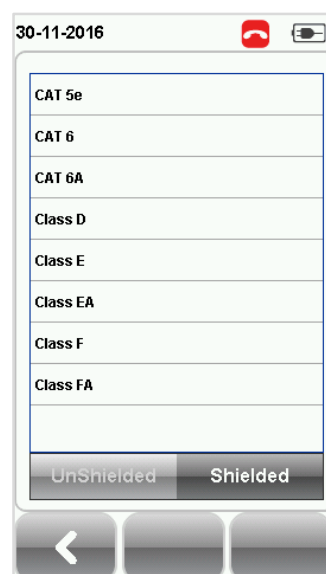 30-11-2016
CAT 5e
CAT 6
CAT 6A
Class D
Class E
Class EA
Class F
Class FA
UnShielded Shielded